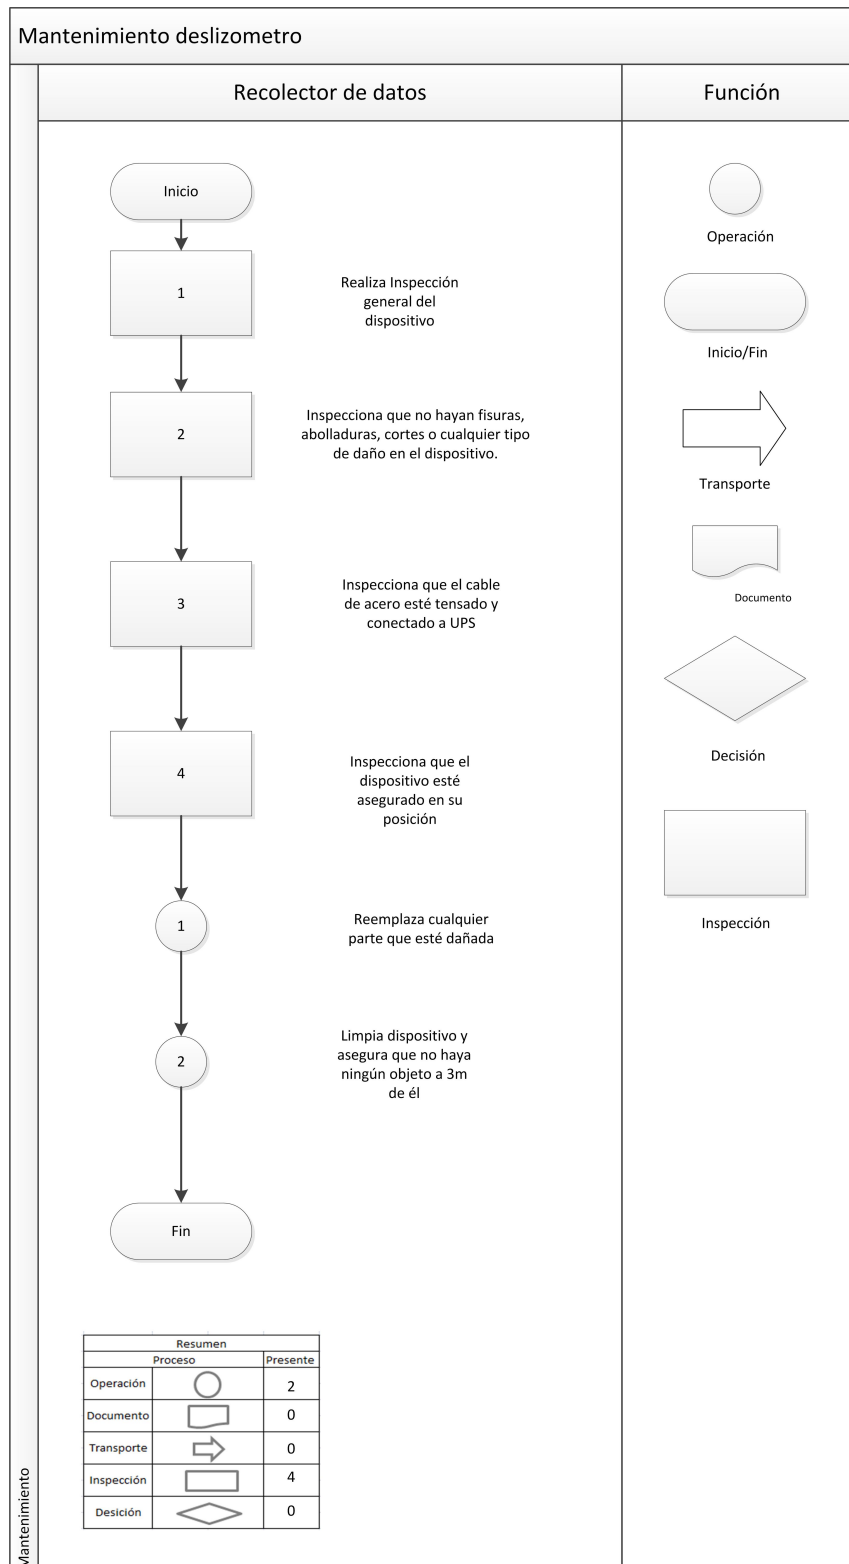 Mantenimiento deslizometro
Recolector de datos
Función
Inicio
1
Realiza Inspección
general del
dispositivo
2
Inspecciona que no hayan fisuras,
abolladuras, cortes o cualquier tipo
de daño en el dispositivo.
3
Inspecciona que el cable
de acero esté tensado y
conectado a UPS
4
Inspecciona que el
dispositivo esté
asegurado en su
posición
1
Reemplaza cualquier
parte que esté dañada
2
Limpia dispositivo y
asegura que no haya
ningún objeto a 3m
de él
Fin
Operación
Inicio/Fin
Transporte
Documento
Decisión
Inspección
Resumen
Proceso Presente
Operación 2
Documento 0
Transporte 0
Inspección 4
Desición 0
Mantenimiento